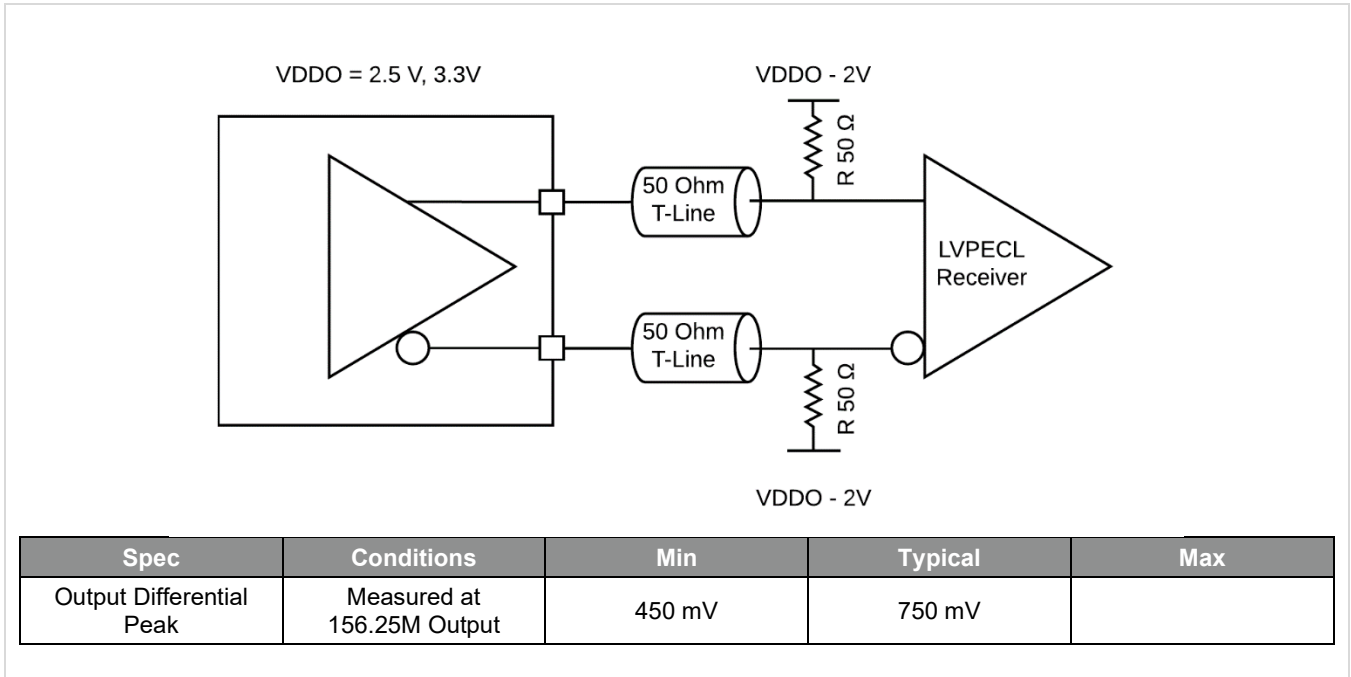 VDDO = 2.5 V, 3.3V
VDDO - 2V
R 50 Ω
50 Ohm
T-Line
LVPECL
Receiver
50 Ohm
T-Line
R 50 Ω
VDDO - 2V
Spec Conditions Min Typical Max
Output Differential
Peak
Measured at
156.25M Output
450 mV
750 mV